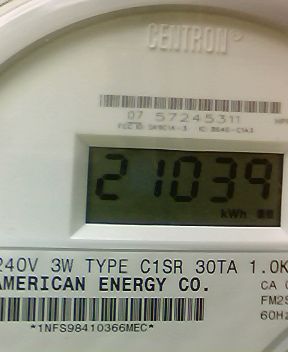 CENTRON®
07 57245311
21039
kWh
240V 3W TYPE C1SR 30TA 1.0K
AMERICAN ENERGY CO.
CA
FM2S
60Hz
*1NFS98410366MEC*